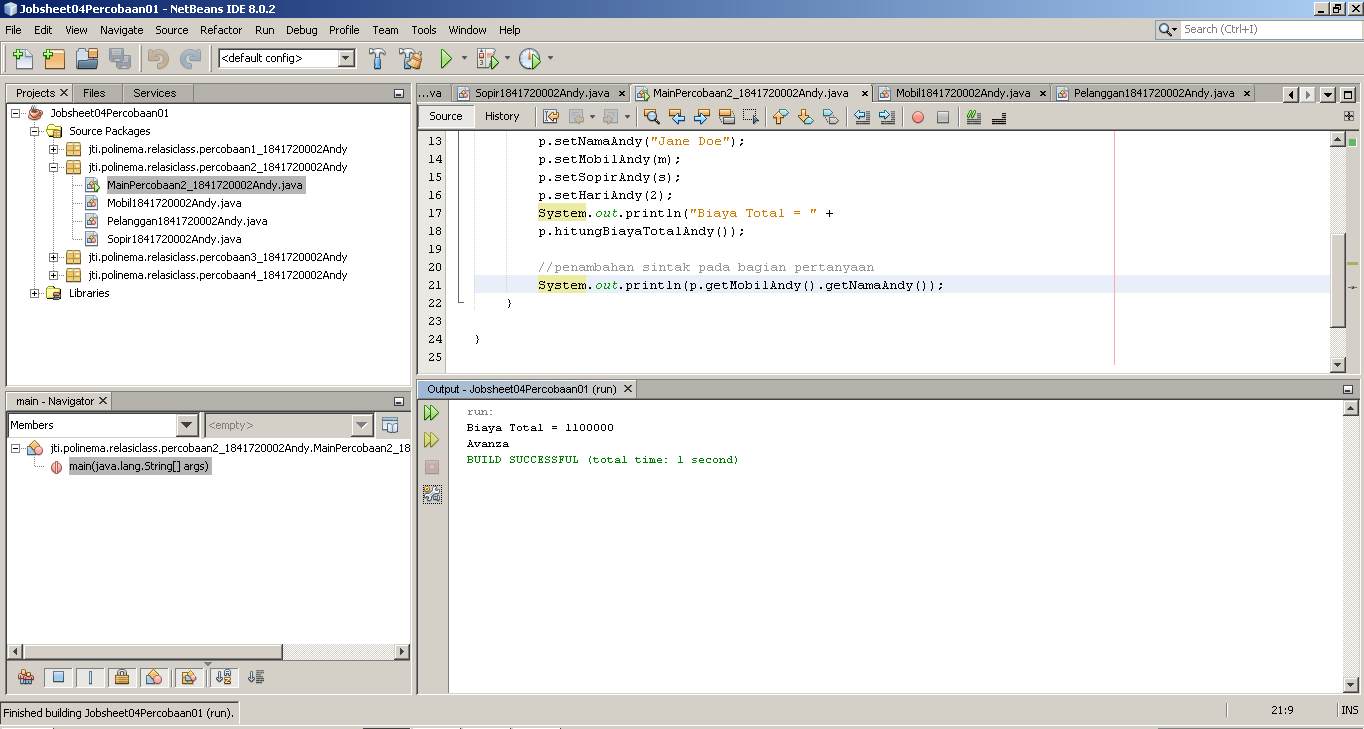 Jobsheet04Percobaan01 - NetBeans IDE 8.0.2
File Edit View Navigate Source Refactor Run Debug Profile Team Tools Window Help
Search (Ctrl+I)
<default config>
Projects Files Services
Jobsheet04Percobaan01
Source Packages
jti.polinema.relasiclass.percobaan1_1841720002Andy
jti.polinema.relasiclass.percobaan2_1841720002Andy
MainPercobaan2_1841720002Andy.java
Mobil1841720002Andy.java
Pelanggan1841720002Andy.java
Sopir1841720002Andy.java
jti.polinema.relasiclass.percobaan3_1841720002Andy
jti.polinema.relasiclass.percobaan4_1841720002Andy
Libraries
main - Navigator
Members <empty>
jti.polinema.relasiclass.percobaan2_1841720002Andy.MainPercobaan2_18
main(java.lang.String[] args)
...va Sopir1841720002Andy.java MainPercobaan2_1841720002Andy.java Mobil1841720002Andy.java Pelanggan1841720002Andy.java
Source History
13 p.setNamaAndy("Jane Doe");
14 p.setMobilAndy(m);
15 p.setSopirAndy(s);
16 p.setHariAndy(2);
17 System.out.println("Biaya Total = " +
18 p.hitungBiayaTotalAndy());
19
20 //penambahan sintak pada bagian pertanyaan
21 System.out.println(p.getMobilAndy().getNamaAndy());
22 }
23
24 }
25
Output - Jobsheet04Percobaan01 (run)
run:
Biaya Total = 1100000
Avanza
BUILD SUCCESSFUL (total time: 1 second)
Finished building Jobsheet04Percobaan01 (run).
21:9 INS